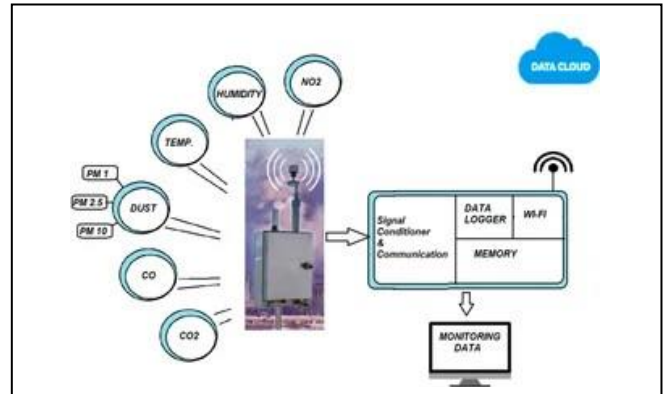 DATA CLOUD
NO2
HUMIDITY
TEMP.
PM 1
PM 2.5
DUST
PM 10
CO
CO2
Signal
Conditioner
&
Communication
DATA
LOGGER
WI-FI
MEMORY
MONITORING
DATA